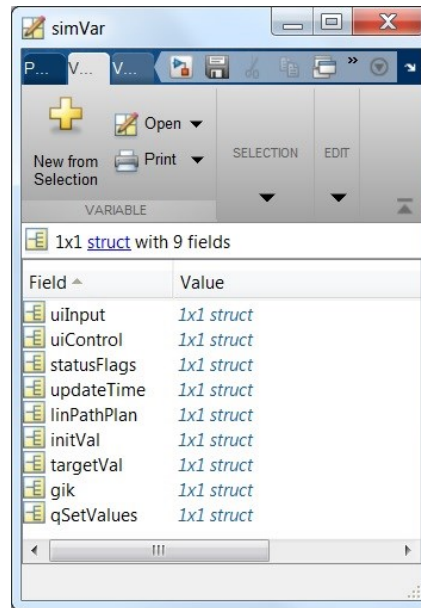 simVar
P... V... V... »
New from Selection
Open
Print
SELECTION
EDIT
VARIABLE
1x1 struct with 9 fields
Field Value
uiInput 1x1 struct
uiControl 1x1 struct
statusFlags 1x1 struct
updateTime 1x1 struct
linPathPlan 1x1 struct
initVal 1x1 struct
targetVal 1x1 struct
gik 1x1 struct
qSetValues 1x1 struct